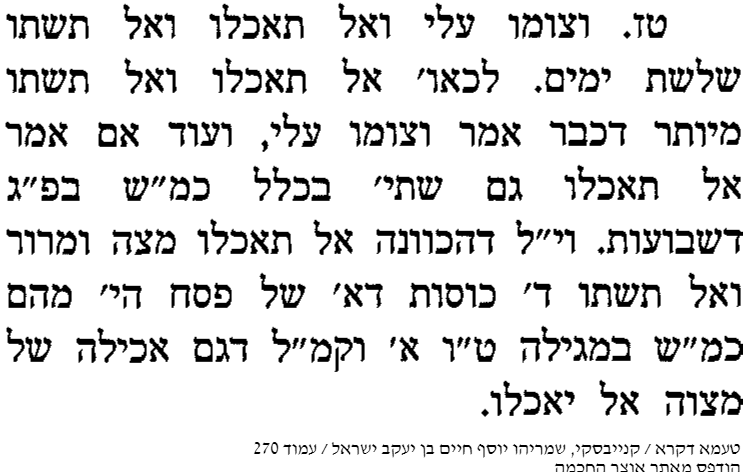 טז. וצומו עלי ואל תאכלו ואל תשתו
שלשת ימים. לכאו׳ אל תאכלו ואל תשתו
מיותר דכבר אמר וצומו עלי, ועוד אם אמר
אל תאכלו גם שתי׳ בכלל כמ״ש בפ״ג
דשבועות. וי״ל דהכוונה אל תאכלו מצה ומרור
ואל תשתו ד׳ כוסות דא׳ של פסח הי׳ מהם
כמ״ש במגילה ט״ו א׳ וקמ״ל דגם אכילה של
מצוה אל יאכלו.
טעמא דקרא / קנייבסקי, שמריהו יוסף חיים בן יעקב ישראל / עמוד 270
הודפס מאתר אוצר החכמה